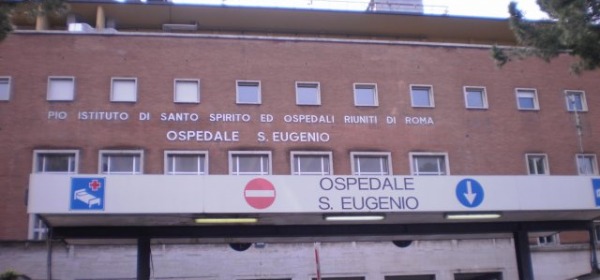 PIO ISTITUTO DI SANTO SPIRITO ED OSPEDALI RIUNITI DI ROMA
OSPEDALE S. EUGENIO
OSPEDALE
S. EUGENIO